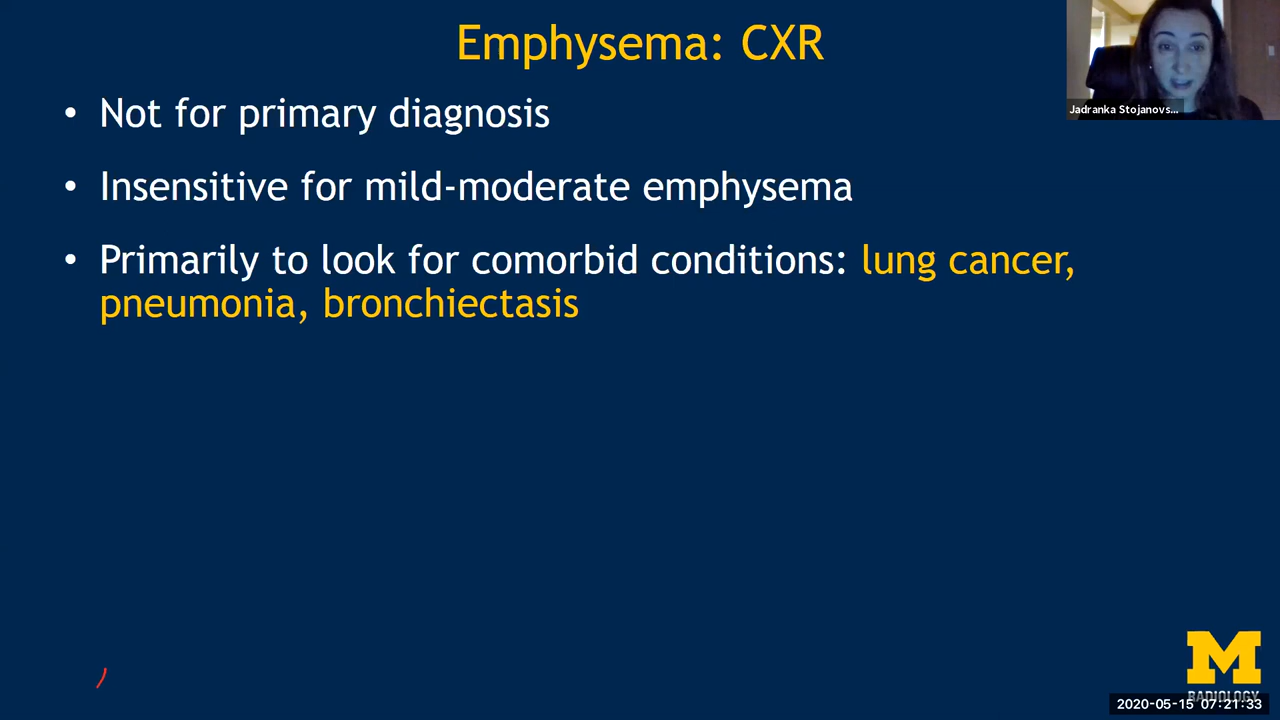 Emphysema: CXR
Jadranka Stojanovs...
• Not for primary diagnosis
• Insensitive for mild-moderate emphysema
• Primarily to look for comorbid conditions: lung cancer,
pneumonia, bronchiectasis
M
RADIOLOGY
2020-05-15 07:21:33